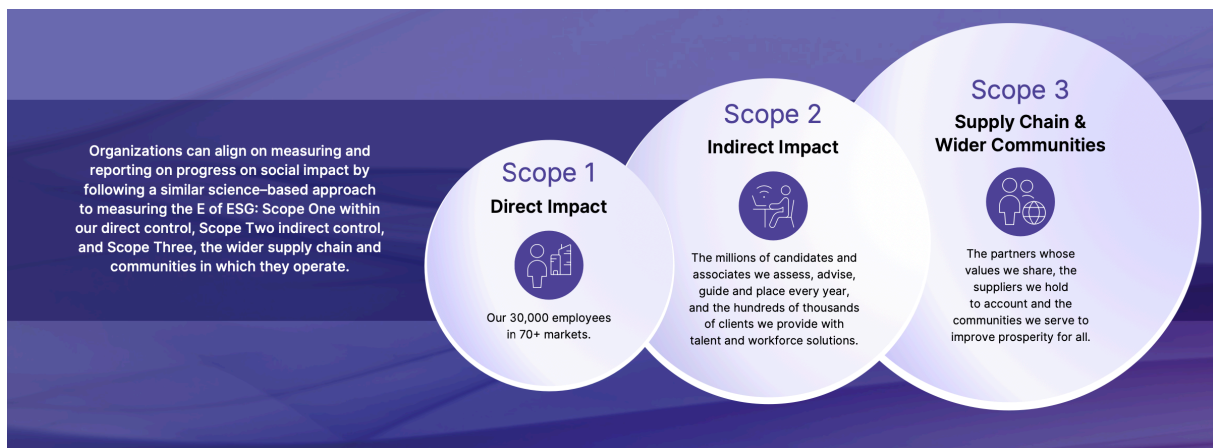 Organizations can align on measuring and
reporting on progress on social impact by
following a similar science–based approach
to measuring the E of ESG: Scope One within
our direct control, Scope Two indirect control,
and Scope Three, the wider supply chain and
communities in which they operate.
Scope 1
Direct Impact
Our 30,000 employees
in 70+ markets.
Scope 2
Indirect Impact
The millions of candidates and
associates we assess, advise,
guide and place every year,
and the hundreds of thousands
of clients we provide with
talent and workforce solutions.
Scope 3
Supply Chain &
Wider Communities
The partners whose
values we share, the
suppliers we hold
to account and the
communities we serve to
improve prosperity for all.